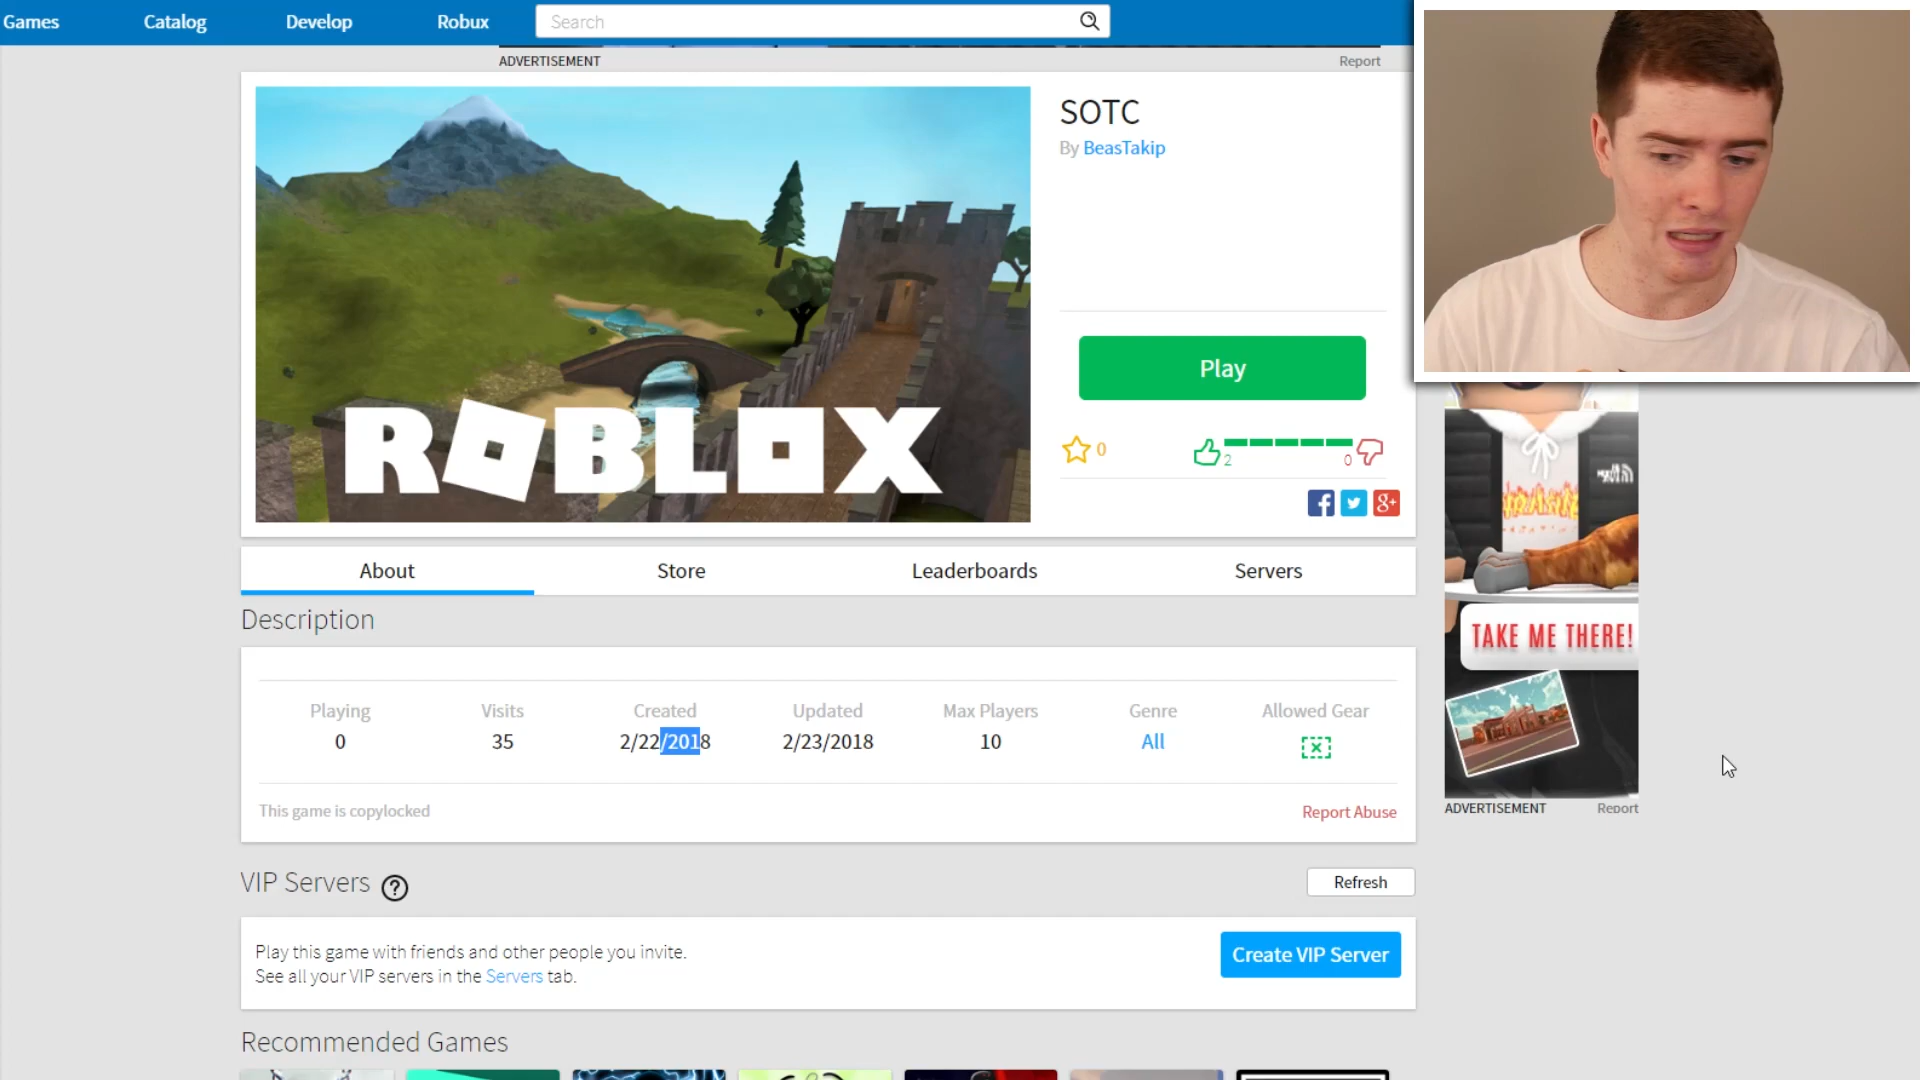 Games Catalog Develop Robux Search
ADVERTISEMENT Report
SOTC
By BeasTakip
ROBLOX
Play
0 2 0
About Store Leaderboards Servers
Description
Playing Visits Created Updated Max Players Genre Allowed Gear
0 35 2/22/2018 2/23/2018 10 All
This game is copylocked Report Abuse
TAKE ME THERE!
ADVERTISEMENT Report
VIP Servers ? Refresh
Play this game with friends and other people you invite.
See all your VIP servers in the Servers tab.
Create VIP Server
Recommended Games